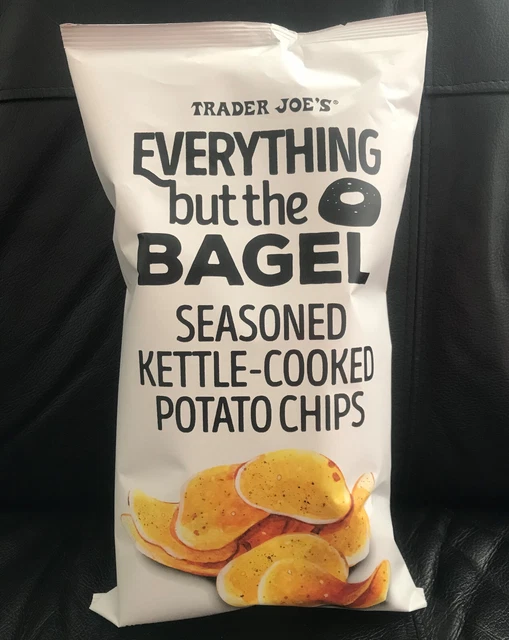 TRADER JOE'S®
EVERYTHING
but the
BAGEL
SEASONED
KETTLE-COOKED
POTATO CHIPS